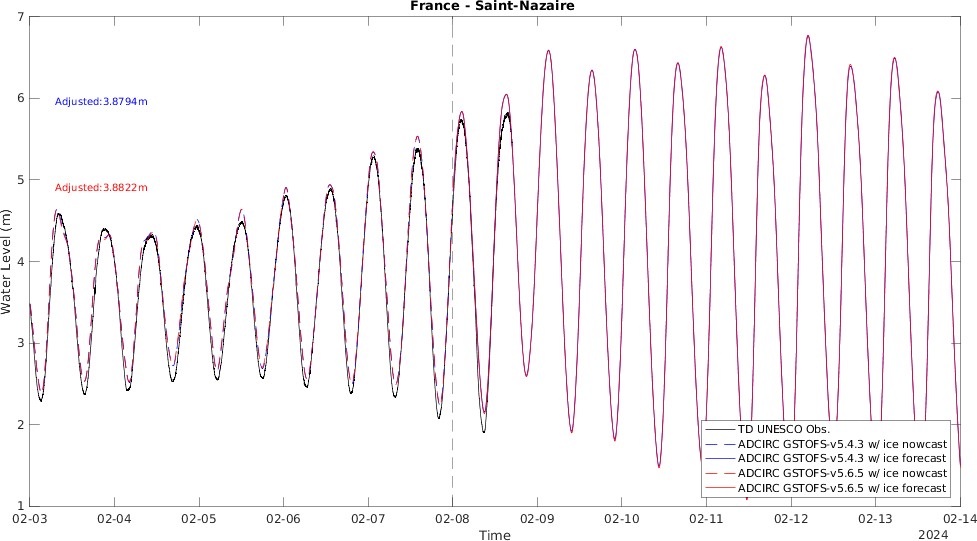 France - Saint-Nazaire
7
6
5
4
3
2
1
Water Level (m)
Adjusted:3.8794m
Adjusted:3.8822m
TD UNESCO Obs.
ADCIRC GSTOFS-v5.4.3 w/ ice nowcast
ADCIRC GSTOFS-v5.4.3 w/ ice forecast
ADCIRC GSTOFS-v5.6.5 w/ ice nowcast
ADCIRC GSTOFS-v5.6.5 w/ ice forecast
02-03 02-04 02-05 02-06 02-07 02-08 02-09 02-10 02-11 02-12 02-13 02-14
Time
2024